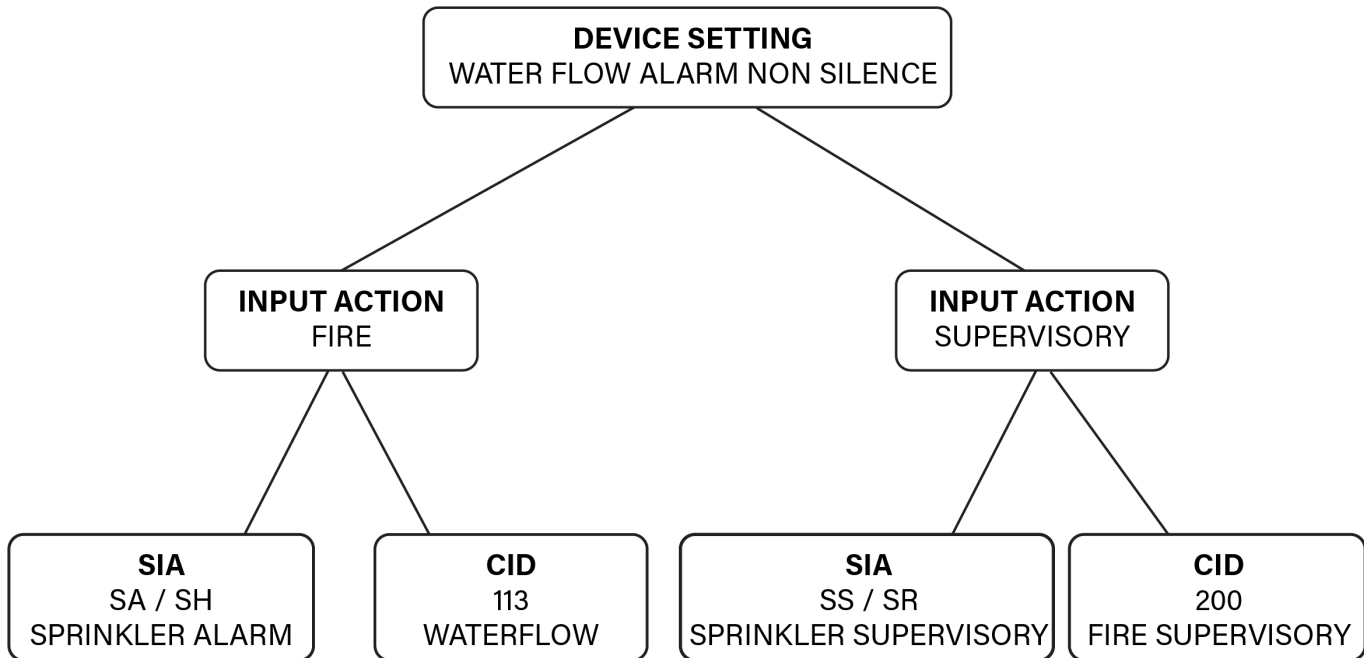 DEVICE SETTING
WATER FLOW ALARM NON SILENCE
INPUT ACTION
FIRE
INPUT ACTION
SUPERVISORY
SIA
SA / SH
SPRINKLER ALARM
CID
113
WATERFLOW
SIA
SS / SR
SPRINKLER SUPERVISORY
CID
200
FIRE SUPERVISORY